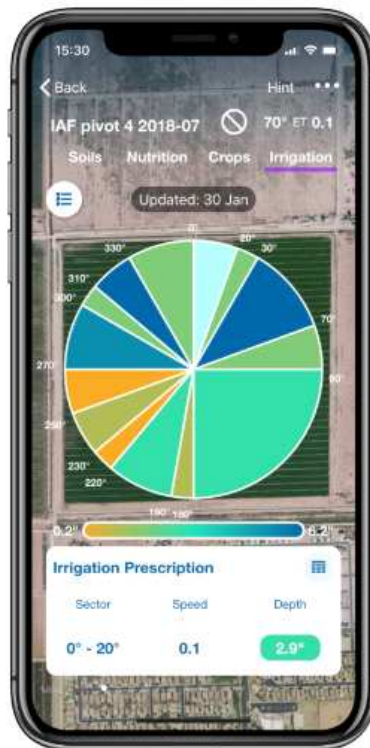 15:30
Back Hint
IAF pivot 4 2018-07 70° ET 0.1
Soils Nutrition Crops Irrigation
Updated: 30 Jan
0°
330° 20°
30°
310°
300°
70°
270°
90°
250°
230°
220°
190° 180°
0.2" 6.2"
Irrigation Prescription
Sector Speed Depth
0° - 20° 0.1 2.9"